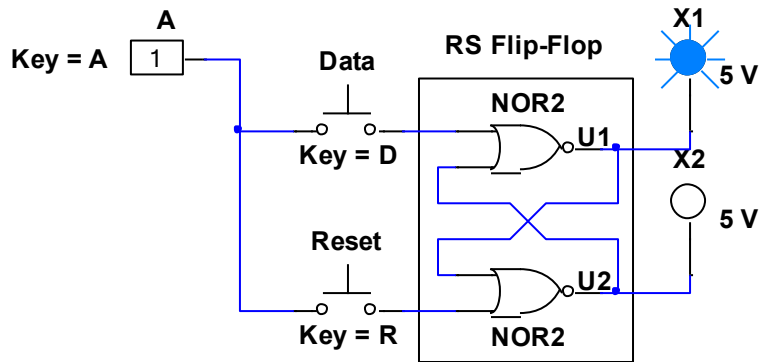 A
Key = A
1
Data
Key = D
Reset
Key = R
RS Flip-Flop
NOR2
U1
U2
NOR2
X1
5 V
X2
5 V